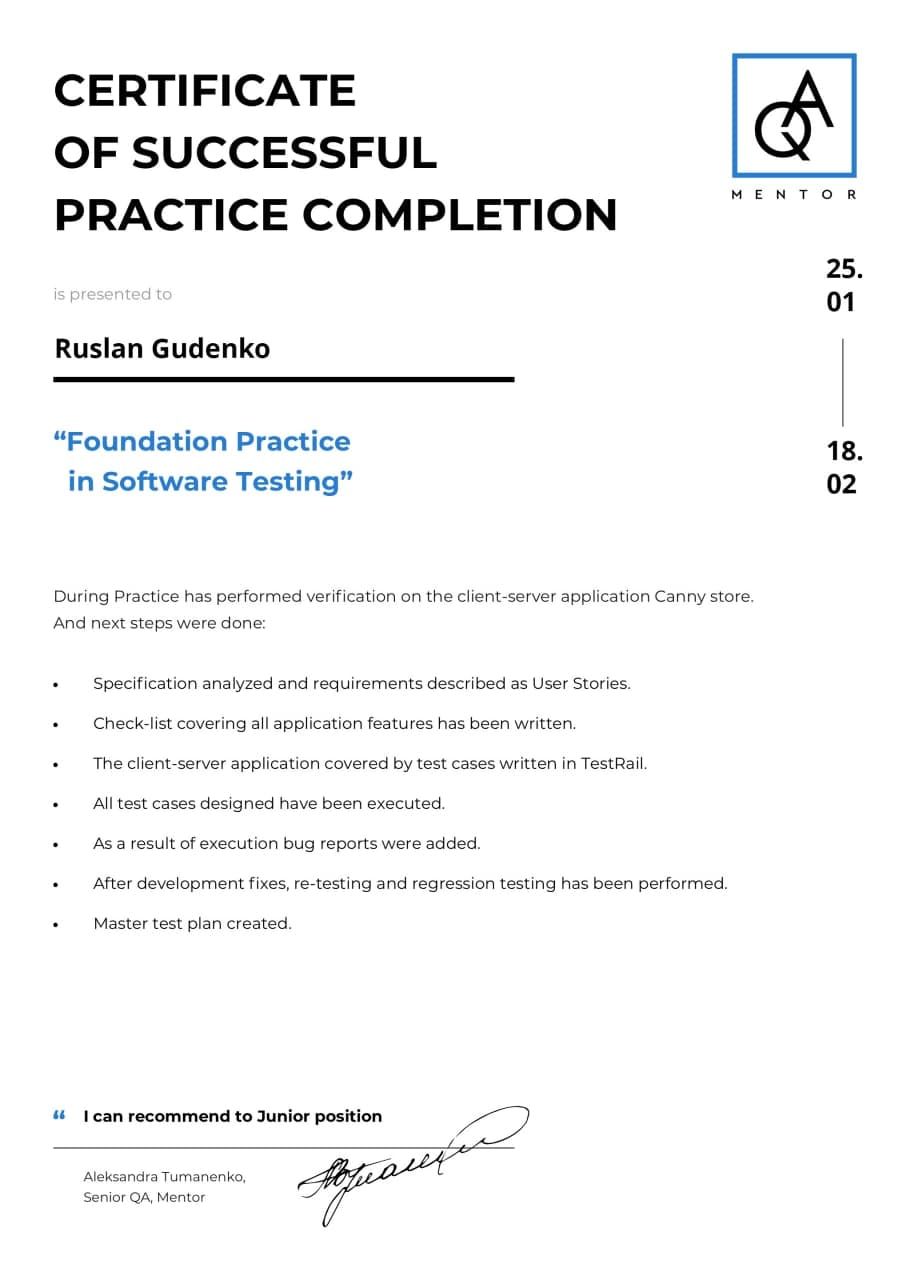 CERTIFICATE
OF SUCCESSFUL
PRACTICE COMPLETION
QA
MENTOR
25.
01
18.
02
is presented to
Ruslan Gudenko
“Foundation Practice
in Software Testing”
During Practice has performed verification on the client-server application Canny store.
And next steps were done:
• Specification analyzed and requirements described as User Stories.
• Check-list covering all application features has been written.
• The client-server application covered by test cases written in TestRail.
• All test cases designed have been executed.
• As a result of execution bug reports were added.
• After development fixes, re-testing and regression testing has been performed.
• Master test plan created.
“ I can recommend to Junior position
Aleksandra Tumanenko,
Senior QA, Mentor